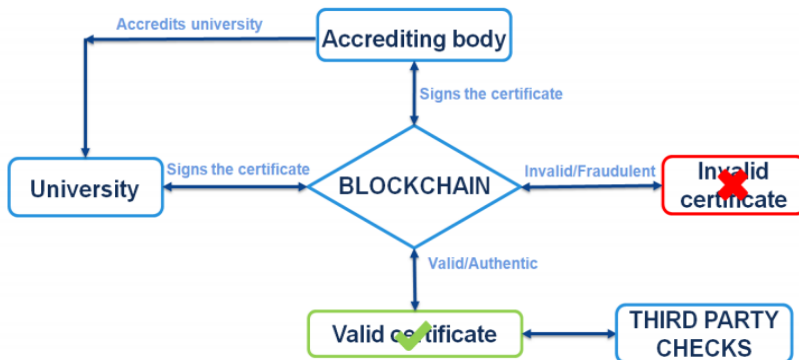 Accredits university
Accrediting body
Signs the certificate
University
Signs the certificate
BLOCKCHAIN
Invalid/Fraudulent
Invalid
certificate
Valid/Authentic
Valid certificate
THIRD PARTY
CHECKS